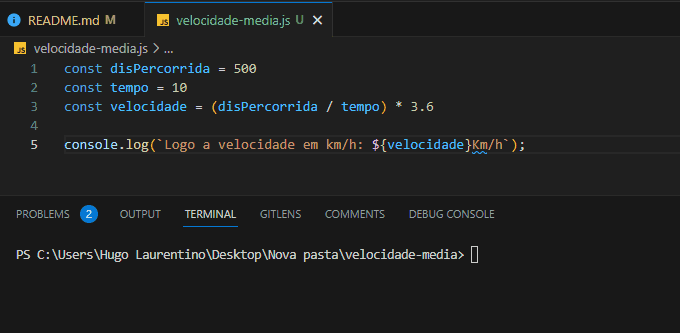 README.md M velocidade-media.js U
velocidade-media.js > ...
1 const disPercorrida = 500
2 const tempo = 10
3 const velocidade = (disPercorrida / tempo) * 3.6
4
5 console.log(`Logo a velocidade em km/h: ${velocidade}Km/h`);
PROBLEMS 2 OUTPUT TERMINAL GITLENS COMMENTS DEBUG CONSOLE
PS C:\Users\Hugo Laurentino\Desktop\Nova pasta\velocidade-media>